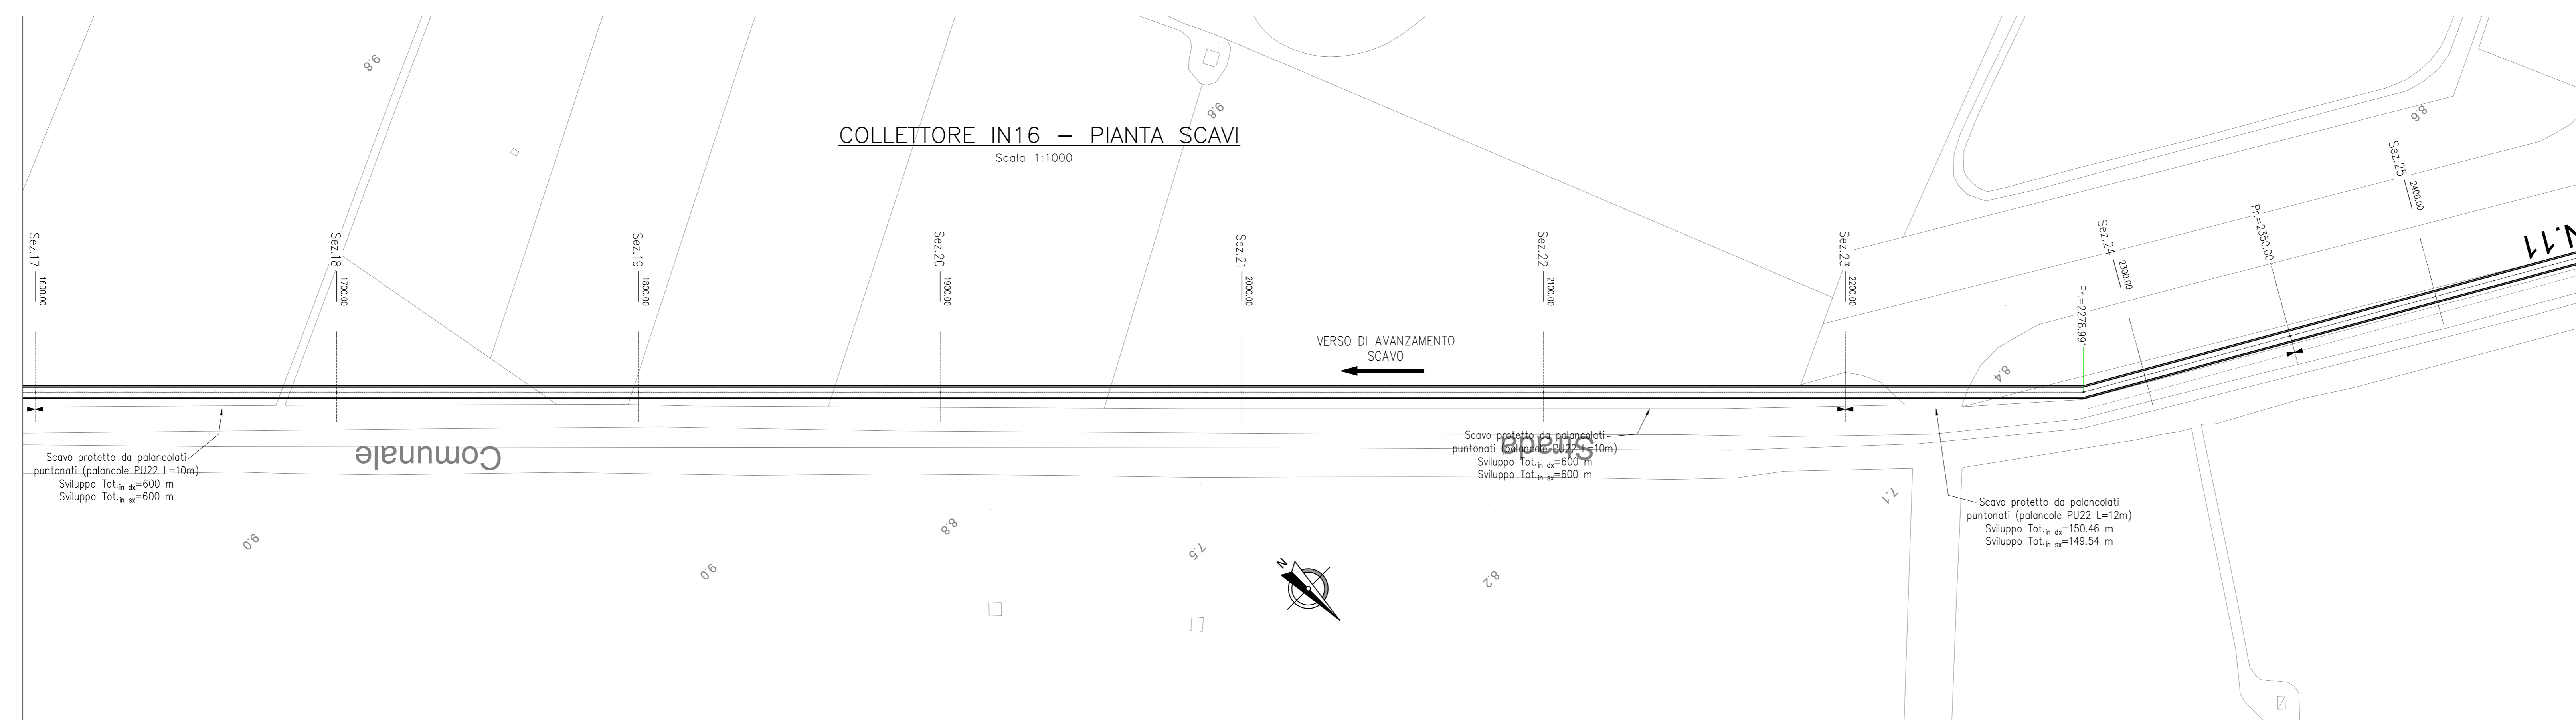 COLLETTORE IN16 – PIANTA SCAVI
Scala 1:1000
9.8
9.8
8.6
Sez.17
1600.00
Sez.18
1700.00
Sez.19
1800.00
Sez.20
1900.00
Sez.21
2000.00
Sez.22
2100.00
Sez.23
2200.00
Pr.=2278.991
Sez.24
2300.00
Pr.=2350.00
Sez.25
2400.00
N.11
VERSO DI AVANZAMENTO
SCAVO
8.4
Comunale
Strada
Scavo protetto da palancolati
puntonati (palancole PU22 L=10m)
Sviluppo Tot.in dx=600 m
Sviluppo Tot.in sx=600 m
Scavo protetto da palancolati
puntonati (palancole PU22 L=10m)
Sviluppo Tot.in dx=600 m
Sviluppo Tot.in sx=600 m
Scavo protetto da palancolati
puntonati (palancole PU22 L=12m)
Sviluppo Tot.in dx=150.46 m
Sviluppo Tot.in sx=149.54 m
7.1
9.0
9.0
8.8
7.5
8.2
N